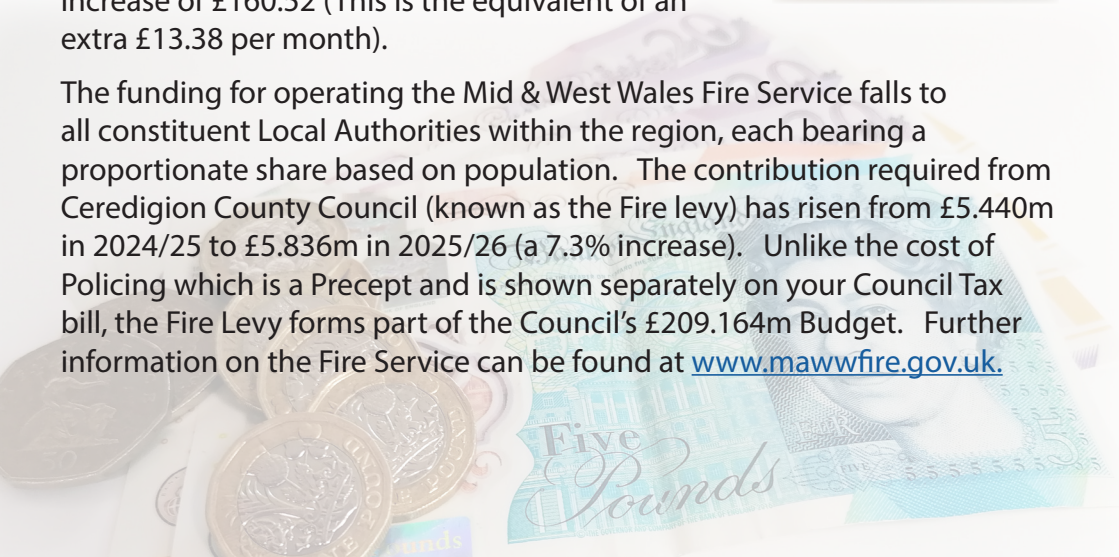 increase of £160.52 (This is the equivalent of an
extra £13.38 per month).
The funding for operating the Mid & West Wales Fire Service falls to
all constituent Local Authorities within the region, each bearing a
proportionate share based on population.   The contribution required from
Ceredigion County Council (known as the Fire levy) has risen from £5.440m
in 2024/25 to £5.836m in 2025/26 (a 7.3% increase).   Unlike the cost of
Policing which is a Precept and is shown separately on your Council Tax
bill, the Fire Levy forms part of the Council's £209.164m Budget.   Further
information on the Fire Service can be found at www.mawwfire.gov.uk.
Five
Pounds